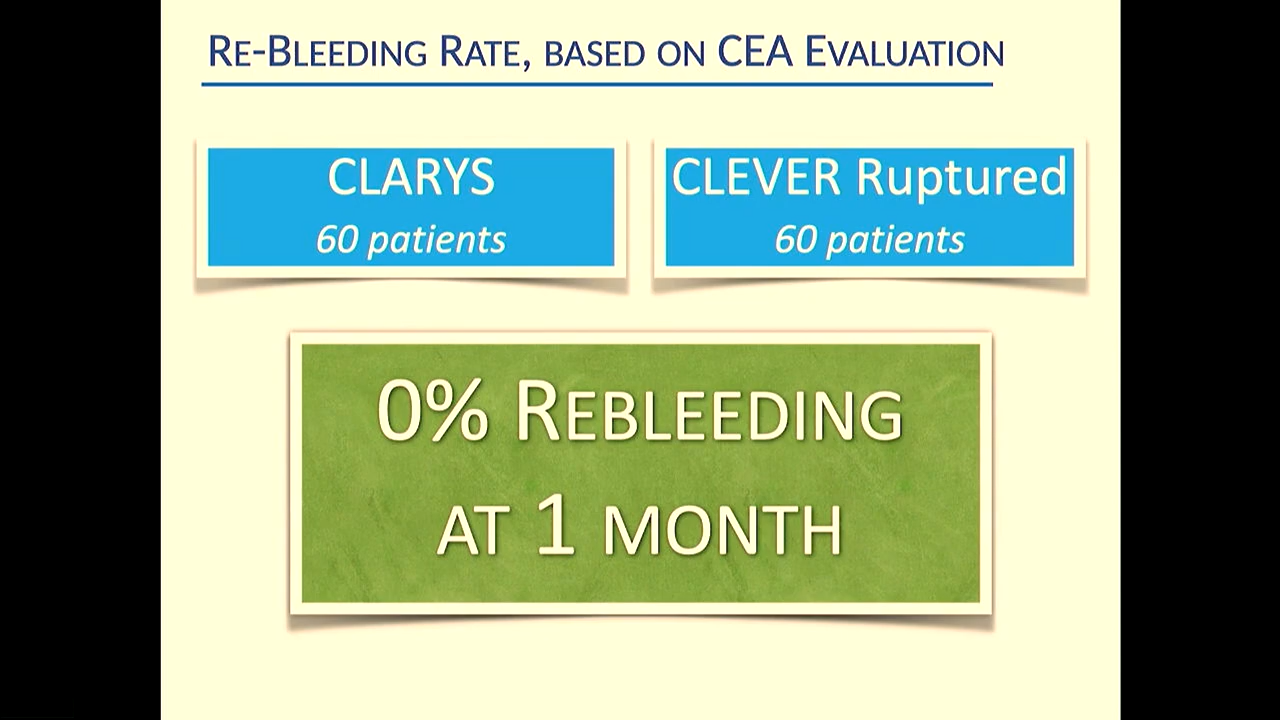 Re-Bleeding Rate, based on CEA Evaluation
CLARYS
60 patients
CLEVER Ruptured
60 patients
0% Rebleeding
at 1 month